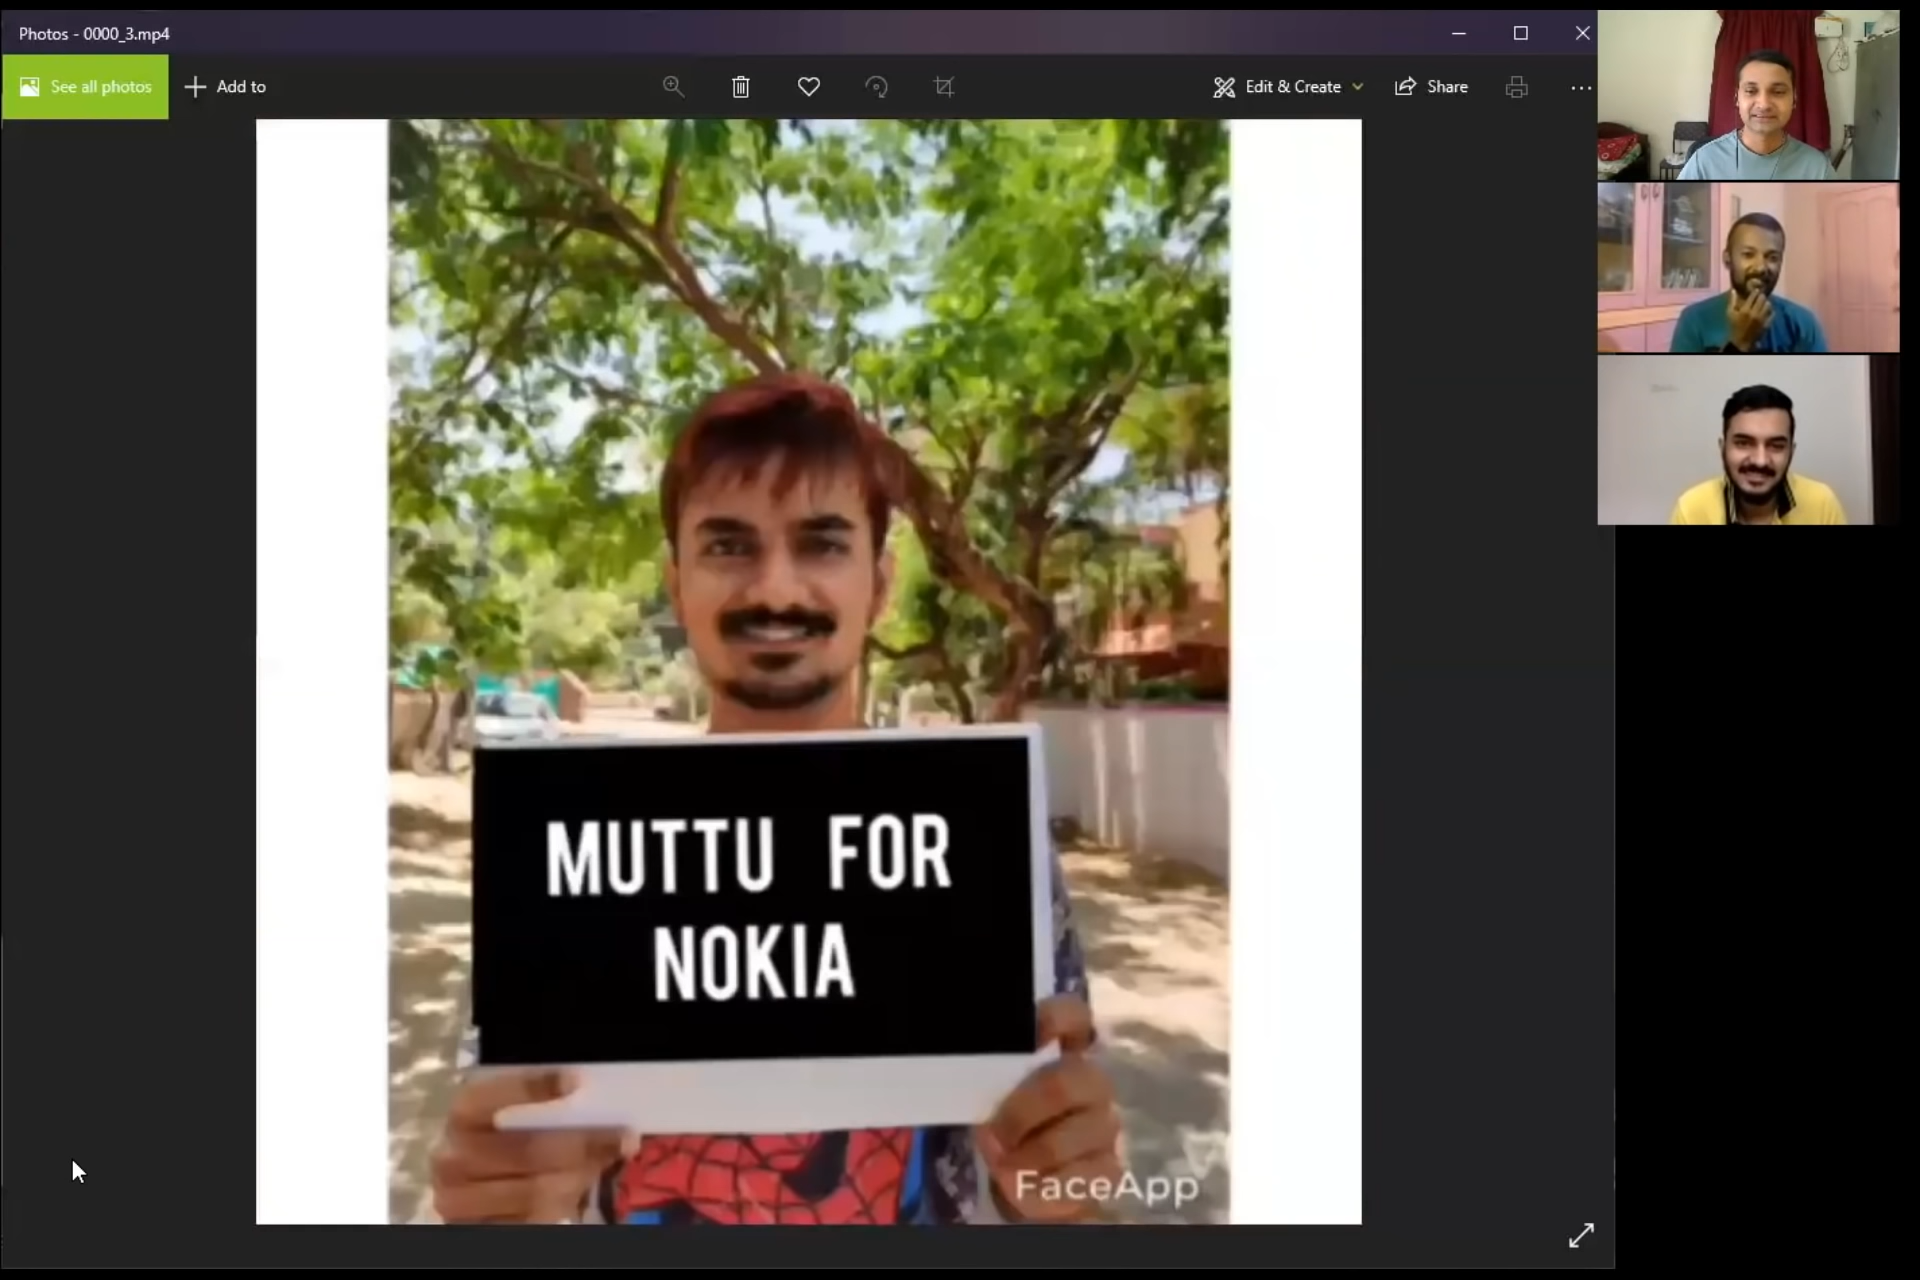 Photos - 0000_3.mp4
See all photos
Add to
Edit & Create
Share
MUTTU FOR
NOKIA
FaceApp